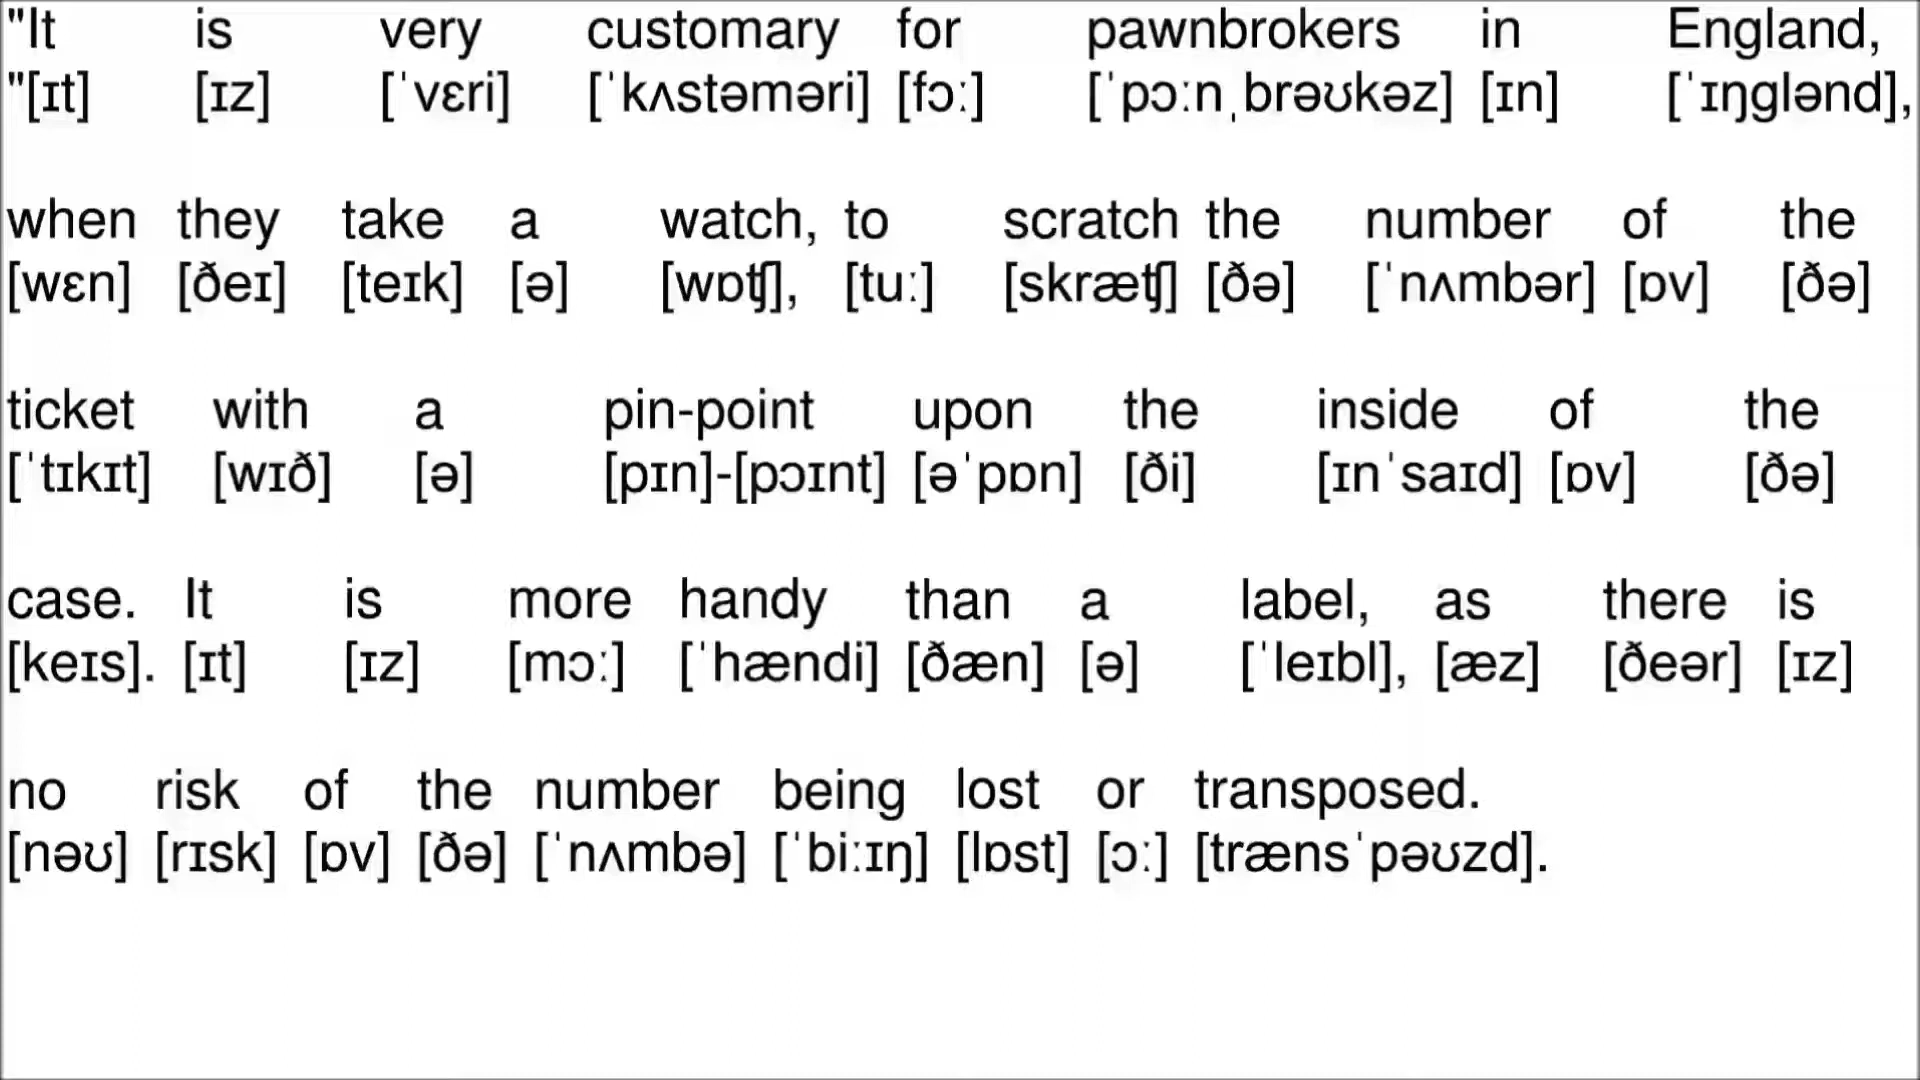 "It is very customary for pawnbrokers in England,
"[ɪt] [ɪz] [ˈvɛri] [ˈkʌstəməri] [fɔː] [ˈpɔːnˌbrəʊkəz] [ɪn] [ˈɪŋglənd],
when they take a watch, to scratch the number of the
[wɛn] [ðeɪ] [teɪk] [ə] [wɒʧ], [tuː] [skræʧ] [ðə] [ˈnʌmbər] [ɒv] [ðə]
ticket with a pin-point upon the inside of the
[ˈtɪkɪt] [wɪð] [ə] [pɪn]-[pɔɪnt] [əˈpɒn] [ði] [ɪnˈsaɪd] [ɒv] [ðə]
case. It is more handy than a label, as there is
[keɪs]. [ɪt] [ɪz] [mɔː] [ˈhændi] [ðæn] [ə] [ˈleɪbl], [æz] [ðeər] [ɪz]
no risk of the number being lost or transposed.
[nəʊ] [rɪsk] [ɒv] [ðə] [ˈnʌmbə] [ˈbiːɪŋ] [lɒst] [ɔː] [trænsˈpəʊzd].